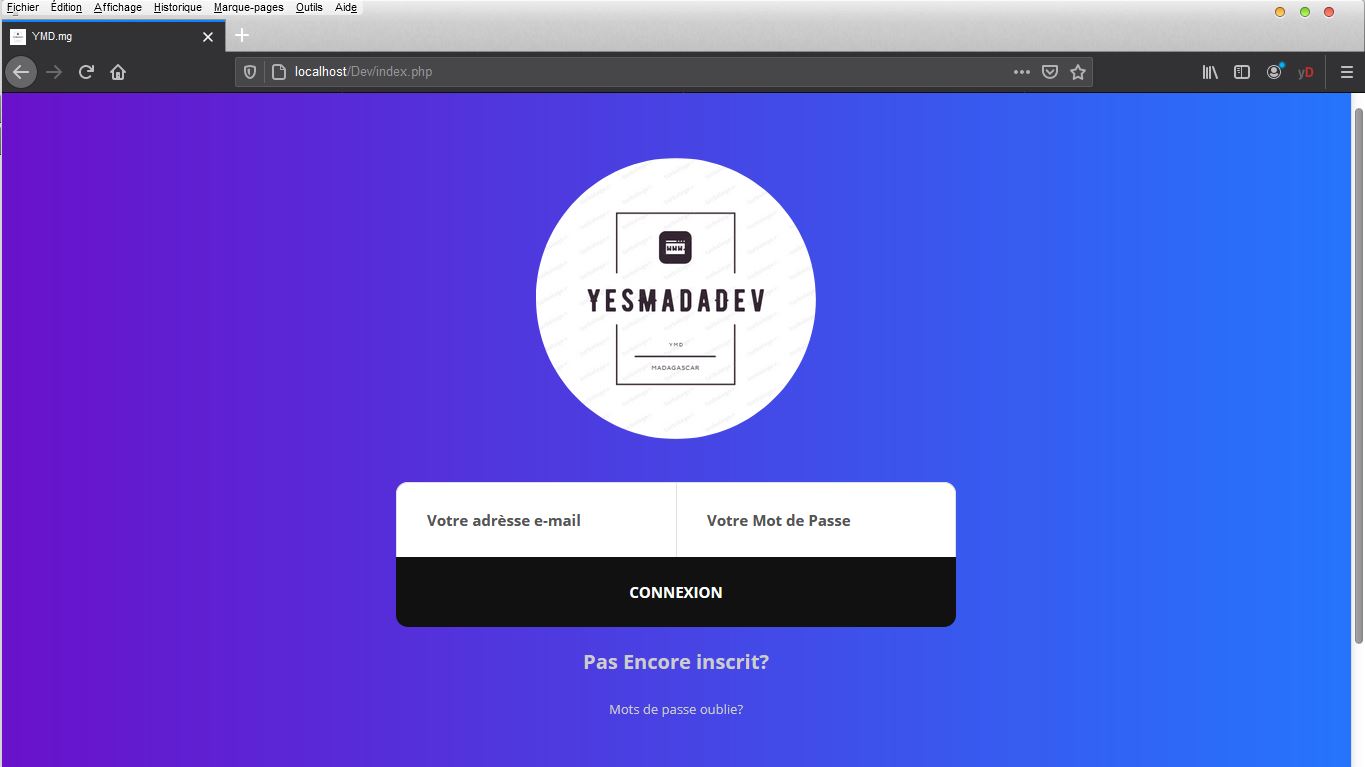 Fichier Édition Affichage Historique Marque-pages Outils Aide
YMD.mg
localhost/Dev/index.php
yD
www.
YESMADADEV
YMD
MADAGASCAR
Votre adrèsse e-mail Votre Mot de Passe
CONNEXION
Pas Encore inscrit?
Mots de passe oublie?